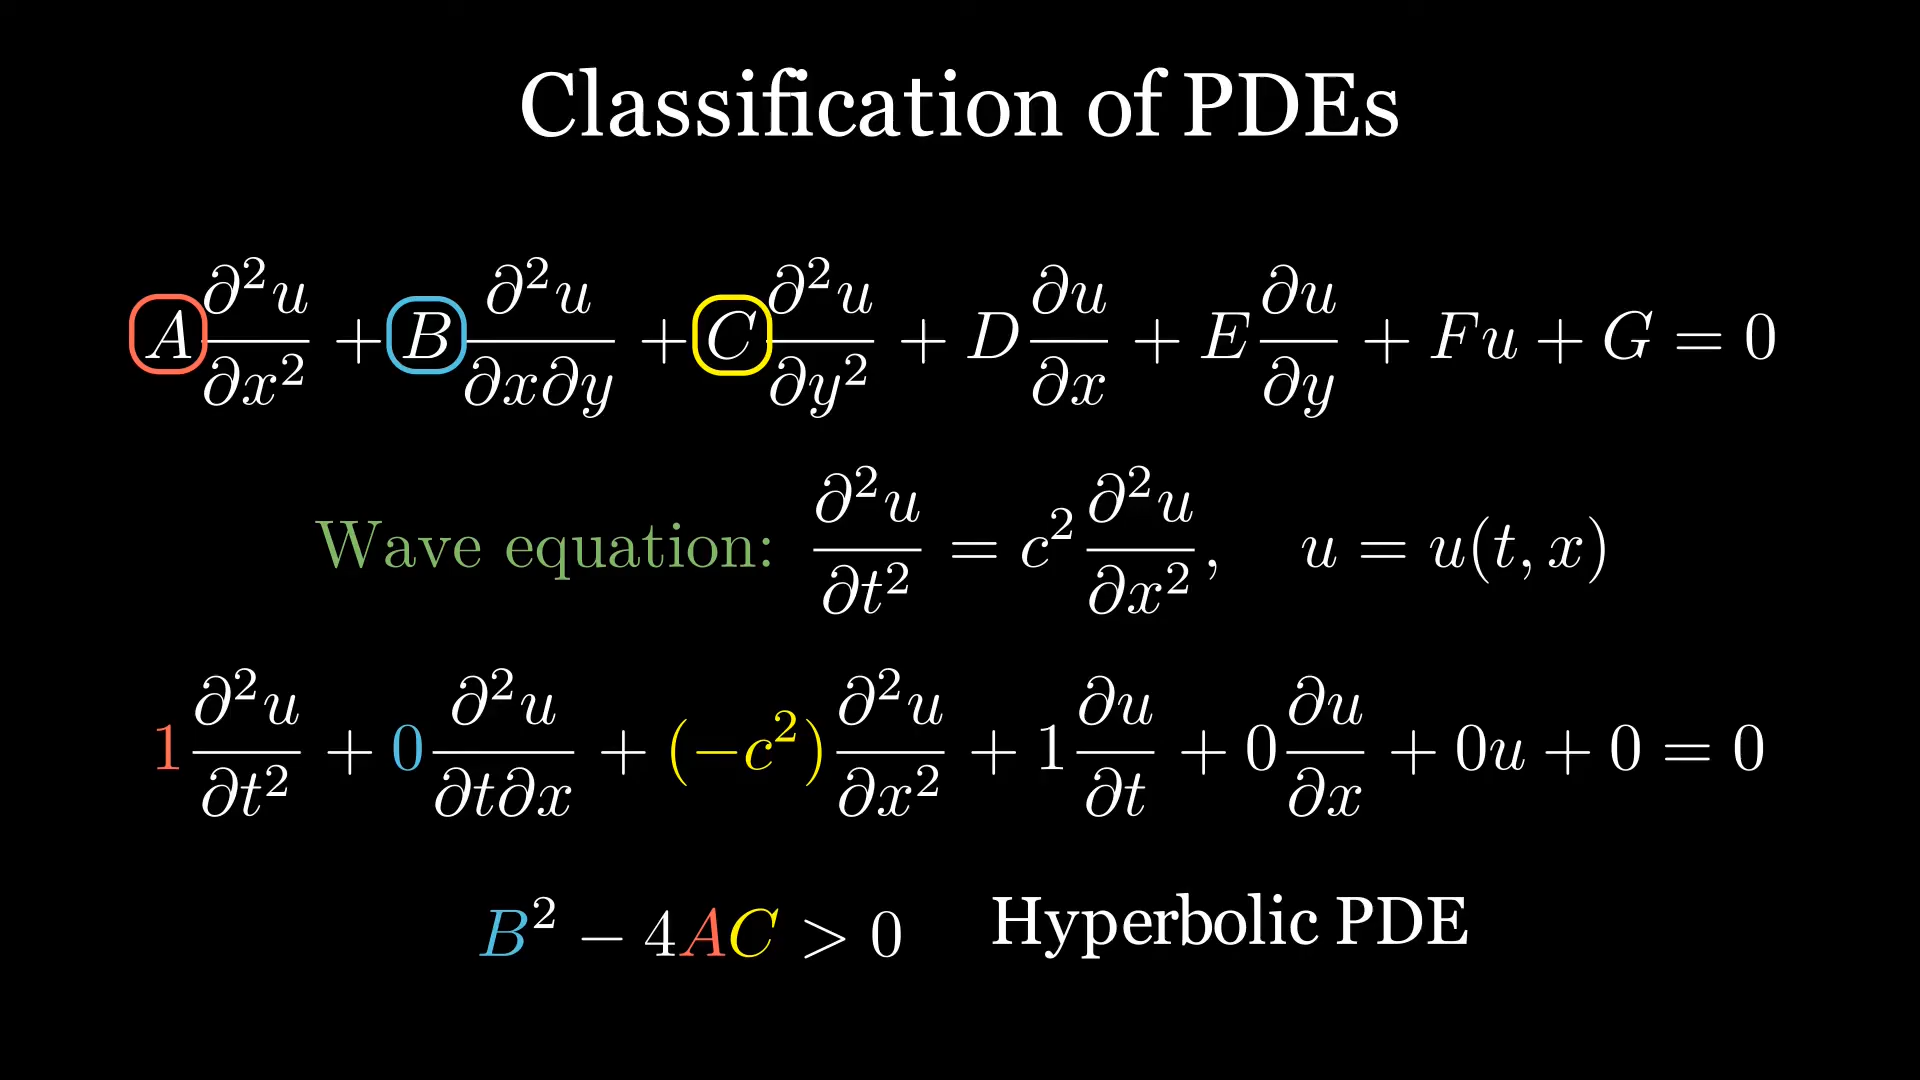 Classification of PDEs
A ∂²u/∂x² + B ∂²u/∂x∂y + C ∂²u/∂y² + D ∂u/∂x + E ∂u/∂y + Fu + G = 0
Wave equation: ∂²u/∂t² = c² ∂²u/∂x², u = u(t, x)
1 ∂²u/∂t² + 0 ∂²u/∂t∂x + (−c²) ∂²u/∂x² + 1 ∂u/∂t + 0 ∂u/∂x + 0u + 0 = 0
B² − 4AC > 0 Hyperbolic PDE